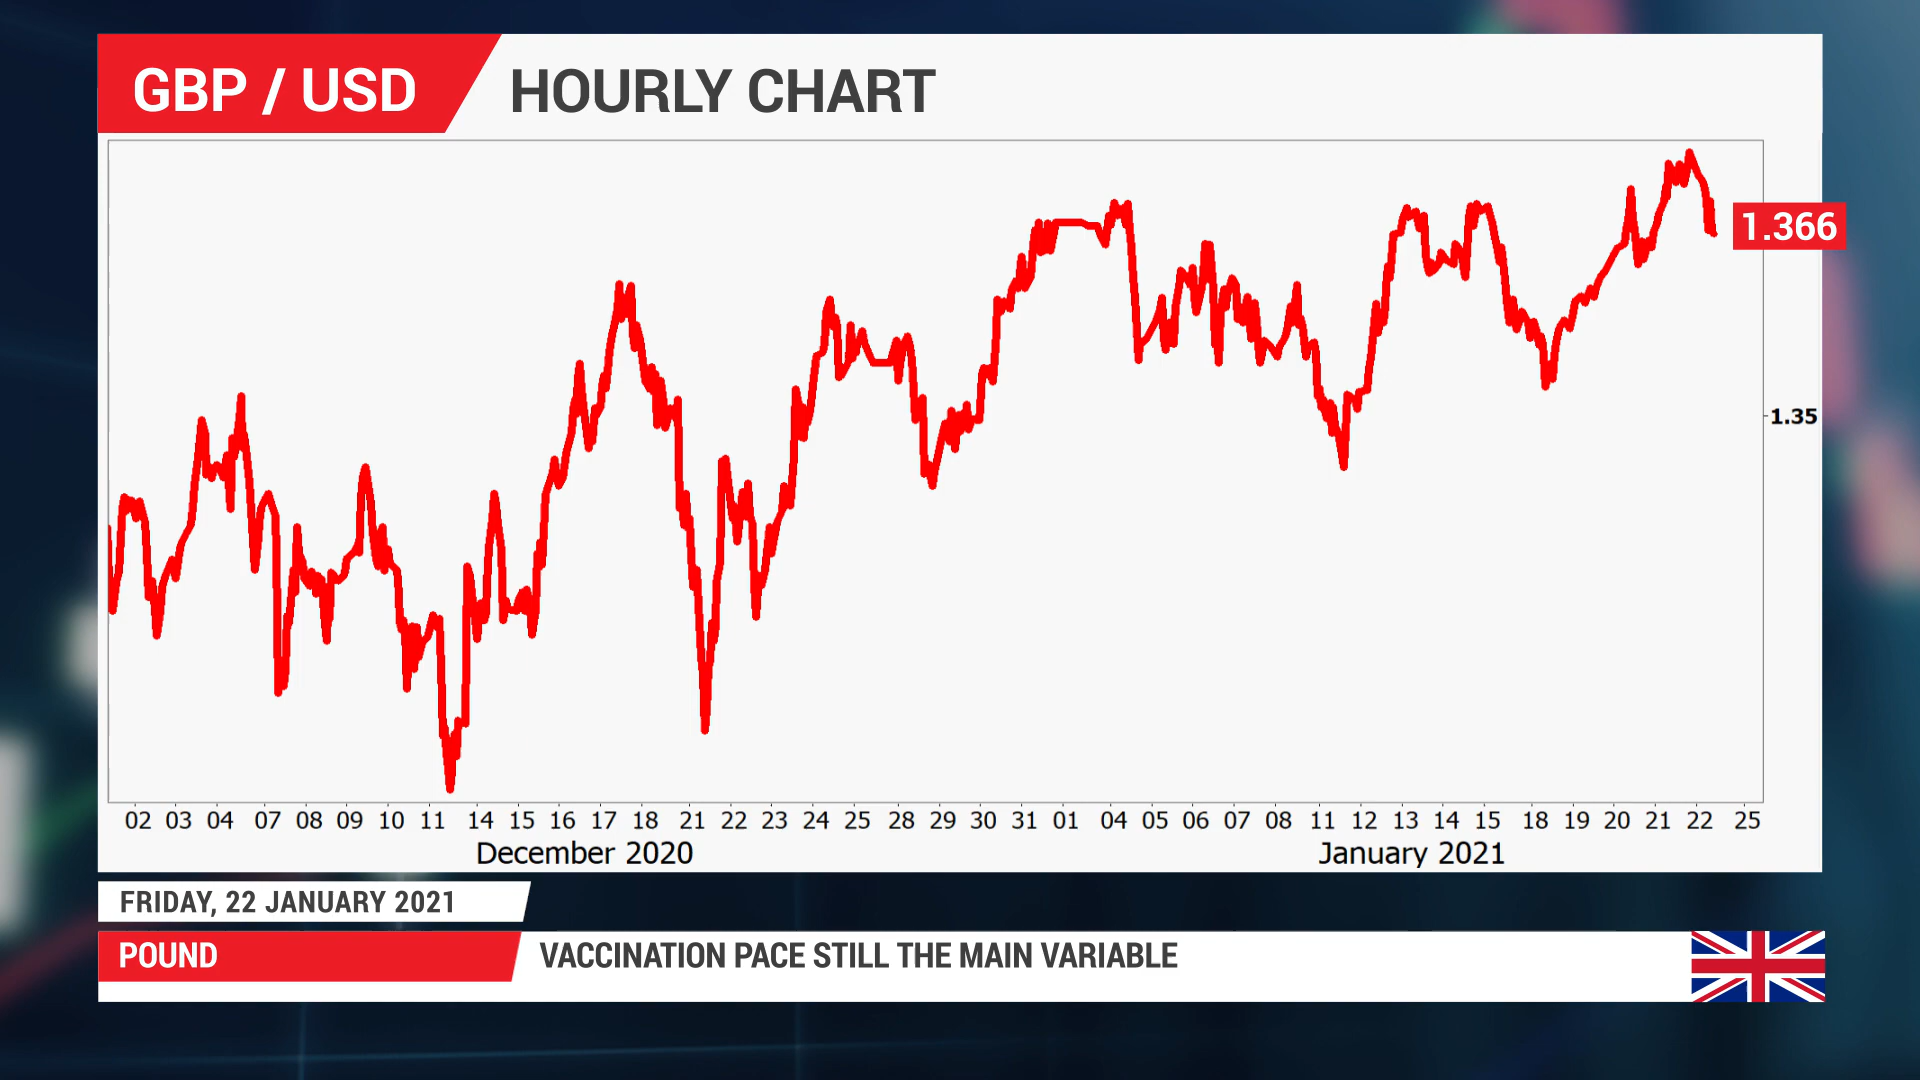 GBP / USD HOURLY CHART
1.366
1.35
02 03 04 07 08 09 10 11 14 15 16 17 18 21 22 23 24 25 28 29 30 31 01 04 05 06 07 08 11 12 13 14 15 18 19 20 21 22 25
December 2020 January 2021
FRIDAY, 22 JANUARY 2021
POUND VACCINATION PACE STILL THE MAIN VARIABLE